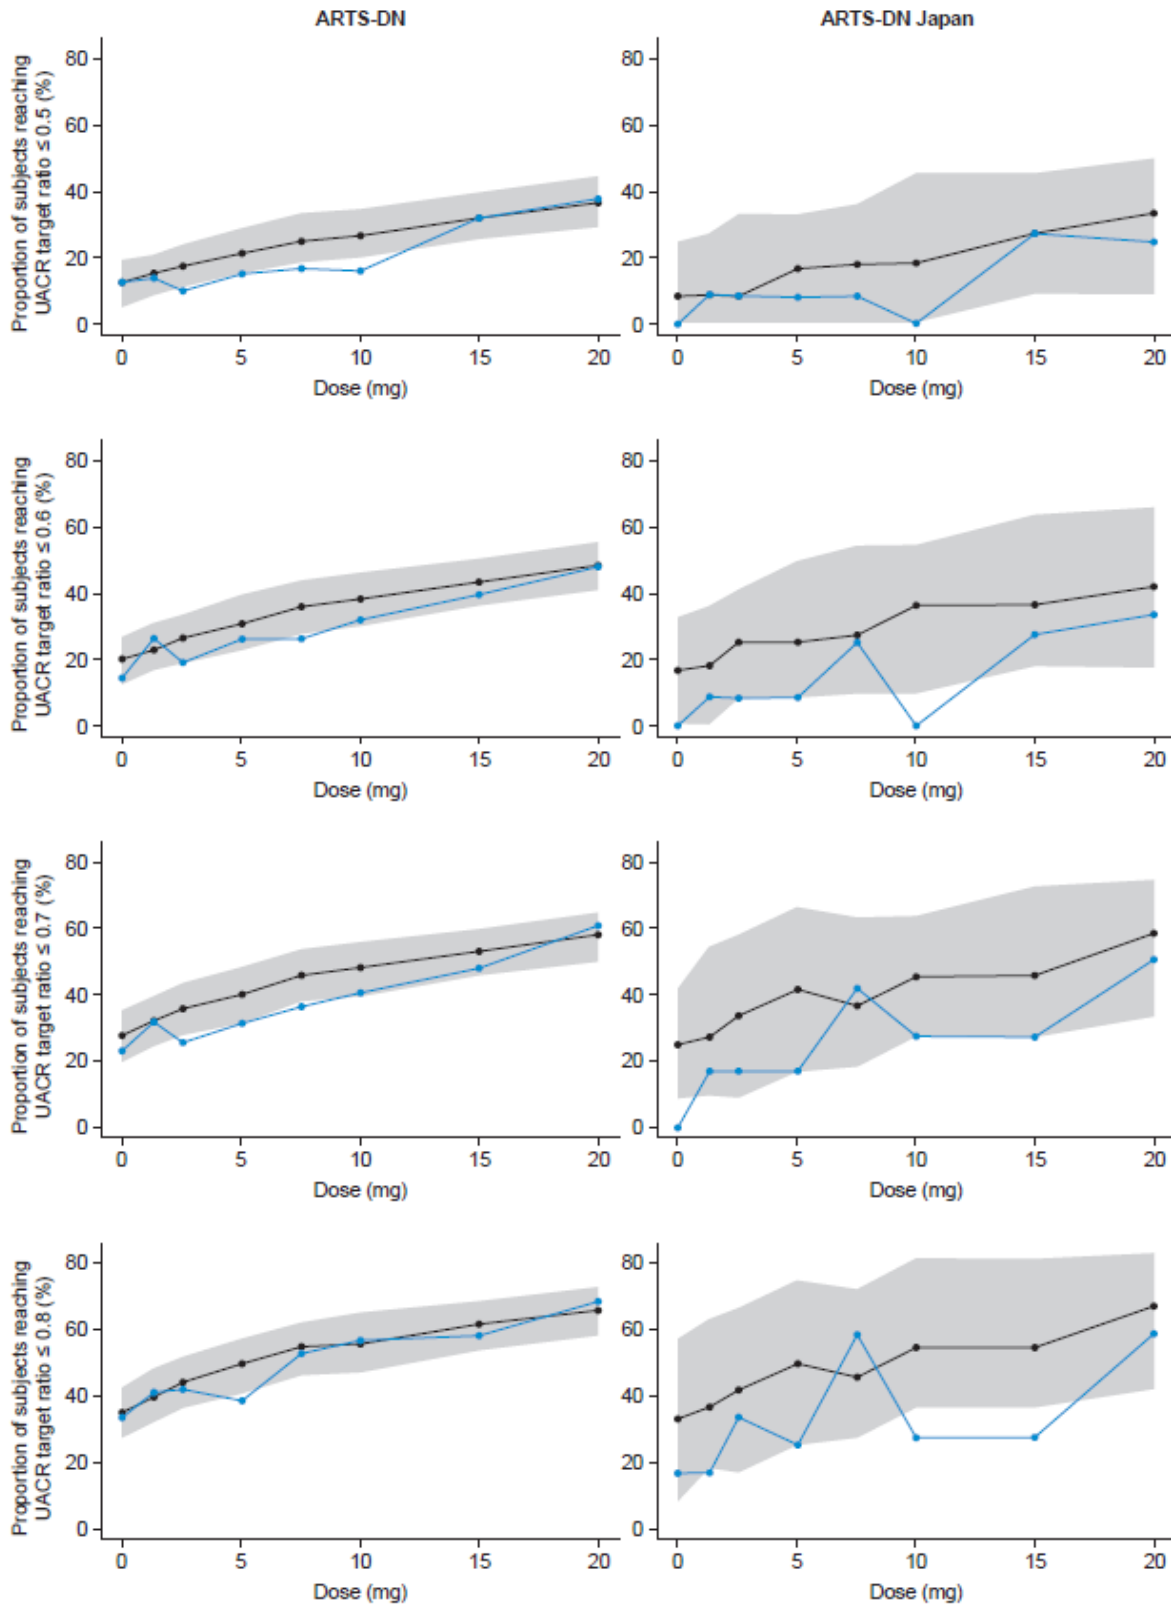 ARTS-DN
ARTS-DN Japan
Proportion of subjects reaching
UACR target ratio ≤ 0.5 (%)
80
60
40
20
0
0 5 10 15 20
Dose (mg)
80
60
40
20
0
0 5 10 15 20
Dose (mg)
Proportion of subjects reaching
UACR target ratio ≤ 0.6 (%)
80
60
40
20
0
0 5 10 15 20
Dose (mg)
80
60
40
20
0
0 5 10 15 20
Dose (mg)
Proportion of subjects reaching
UACR target ratio ≤ 0.7 (%)
80
60
40
20
0
0 5 10 15 20
Dose (mg)
80
60
40
20
0
0 5 10 15 20
Dose (mg)
Proportion of subjects reaching
UACR target ratio ≤ 0.8 (%)
80
60
40
20
0
0 5 10 15 20
Dose (mg)
80
60
40
20
0
0 5 10 15 20
Dose (mg)